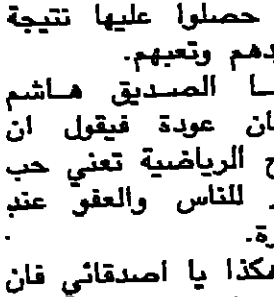 حصلوا عليها نتيجة
دهم وتعبهم.
ا الصديق هاشم
ان عودة فيقول ان
ح الرياضية تعني حب
للناس والعفو عند
رة.
كذا يا اصدقائي فان